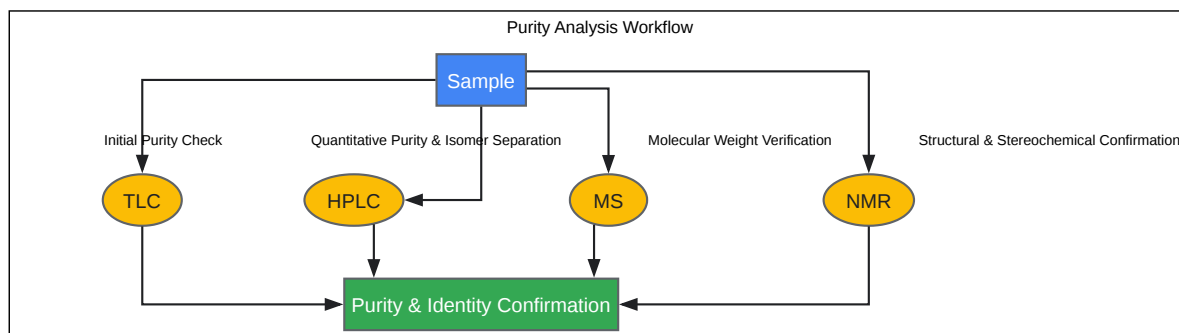 Purity Analysis Workflow
Sample
Initial Purity Check
Quantitative Purity & Isomer Separation
Molecular Weight Verification
Structural & Stereochemical Confirmation
TLC
HPLC
MS
NMR
Purity & Identity Confirmation